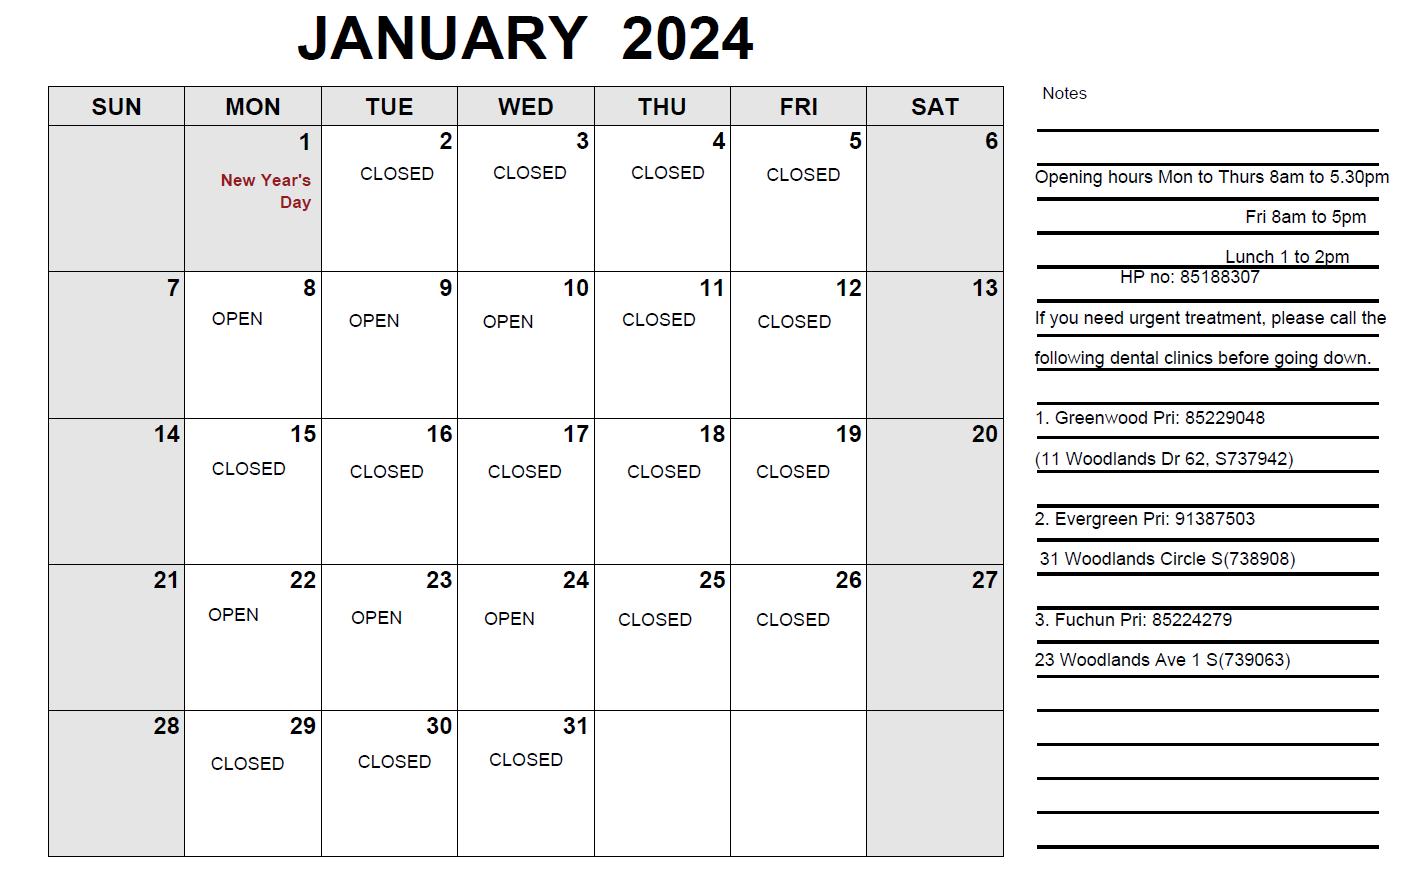 JANUARY 2024
SUN MON TUE WED THU FRI SAT
1 2 3 4 5 6
New Year's
Day
CLOSED CLOSED CLOSED CLOSED
7 8 9 10 11 12 13
OPEN OPEN OPEN CLOSED CLOSED
14 15 16 17 18 19 20
CLOSED CLOSED CLOSED CLOSED CLOSED
21 22 23 24 25 26 27
OPEN OPEN OPEN CLOSED CLOSED
28 29 30 31
CLOSED CLOSED CLOSED
Notes
Opening hours Mon to Thurs 8am to 5.30pm
Fri 8am to 5pm
Lunch 1 to 2pm
HP no: 85188307
If you need urgent treatment, please call the
following dental clinics before going down.
1. Greenwood Pri: 85229048
(11 Woodlands Dr 62, S737942)
2. Evergreen Pri: 91387503
31 Woodlands Circle S(738908)
3. Fuchun Pri: 85224279
23 Woodlands Ave 1 S(739063)